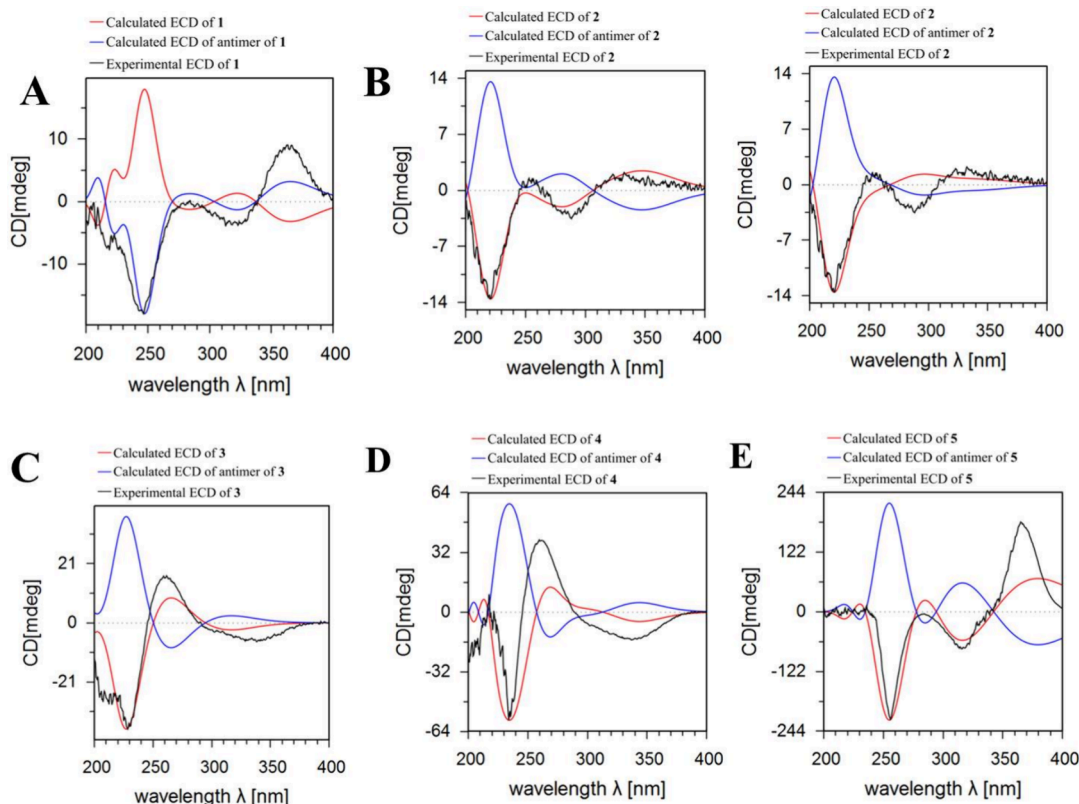 Calculated ECD of 1
Calculated ECD of antimer of 1
Experimental ECD of 1
A
CD[mdeg]
10
0
-10
200 250 300 350 400
wavelength λ [nm]
Calculated ECD of 2
Calculated ECD of antimer of 2
Experimental ECD of 2
B
CD[mdeg]
14
7
0
-7
-14
200 250 300 350 400
wavelength λ [nm]
Calculated ECD of 2
Calculated ECD of antimer of 2
Experimental ECD of 2
CD[mdeg]
14
7
0
-7
-14
200 250 300 350 400
wavelength λ [nm]
Calculated ECD of 3
Calculated ECD of antimer of 3
Experimental ECD of 3
C
CD[mdeg]
21
0
-21
200 250 300 350 400
wavelength λ [nm]
Calculated ECD of 4
Calculated ECD of antimer of 4
Experimental ECD of 4
D
CD[mdeg]
64
32
0
-32
-64
200 250 300 350 400
wavelength λ [nm]
Calculated ECD of 5
Calculated ECD of antimer of 5
Experimental ECD of 5
E
CD[mdeg]
244
122
0
-122
-244
200 250 300 350 400
wavelength λ [nm]